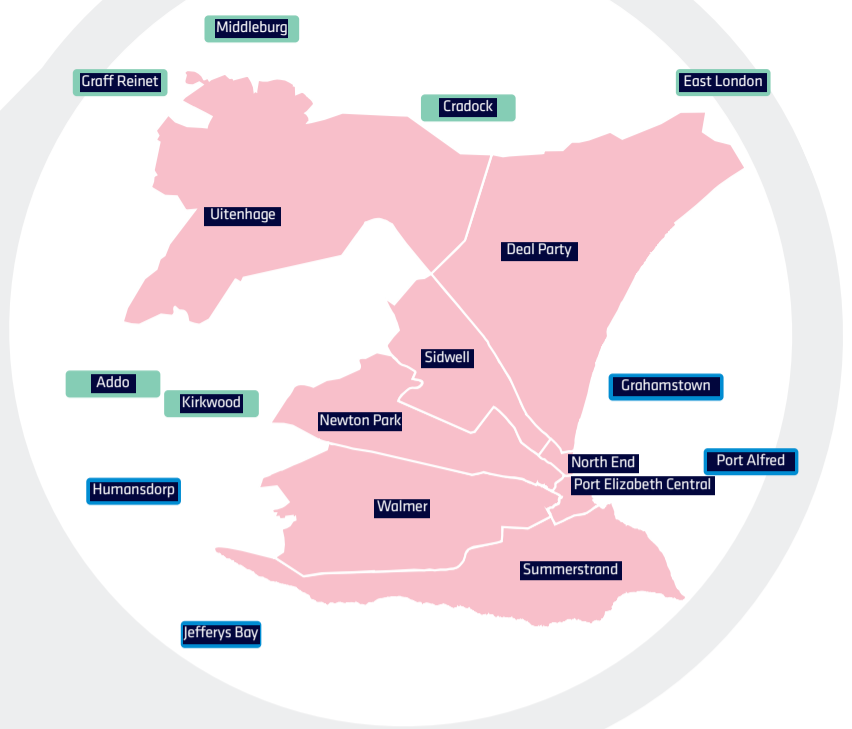 Middleburg
Graff Reinet
East London
Cradock
Uitenhage
Deal Party
Sidwell
Addo
Grahamstown
Kirkwood
Newton Park
North End
Port Alfred
Port Elizabeth Central
Humansdorp
Walmer
Summerstrand
Jefferys Bay